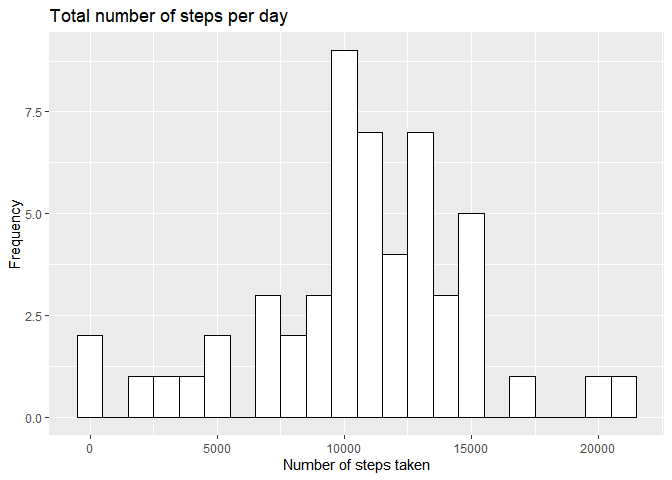 Total number of steps per day
Frequency
7.5
5.0
2.5
0.0
0 5000 10000 15000 20000
Number of steps taken